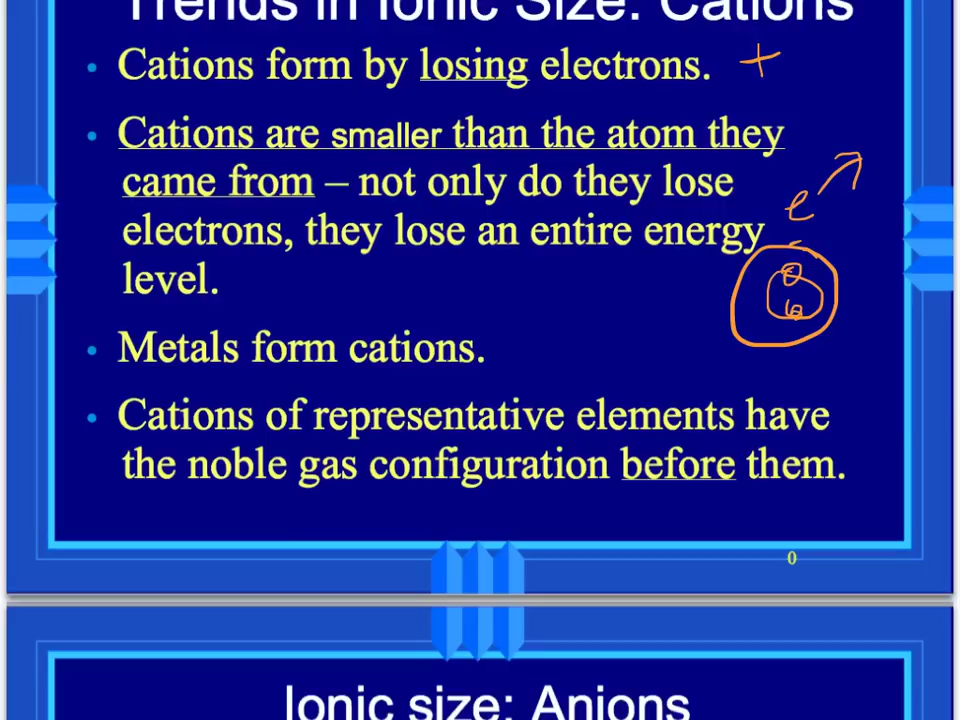 Trends in Ionic Size: Cations
• Cations form by losing electrons. +
• Cations are smaller than the atom they
came from – not only do they lose
electrons, they lose an entire energy
level.
e
• Metals form cations.
• Cations of representative elements have
the noble gas configuration before them.
0
Ionic size: Anions